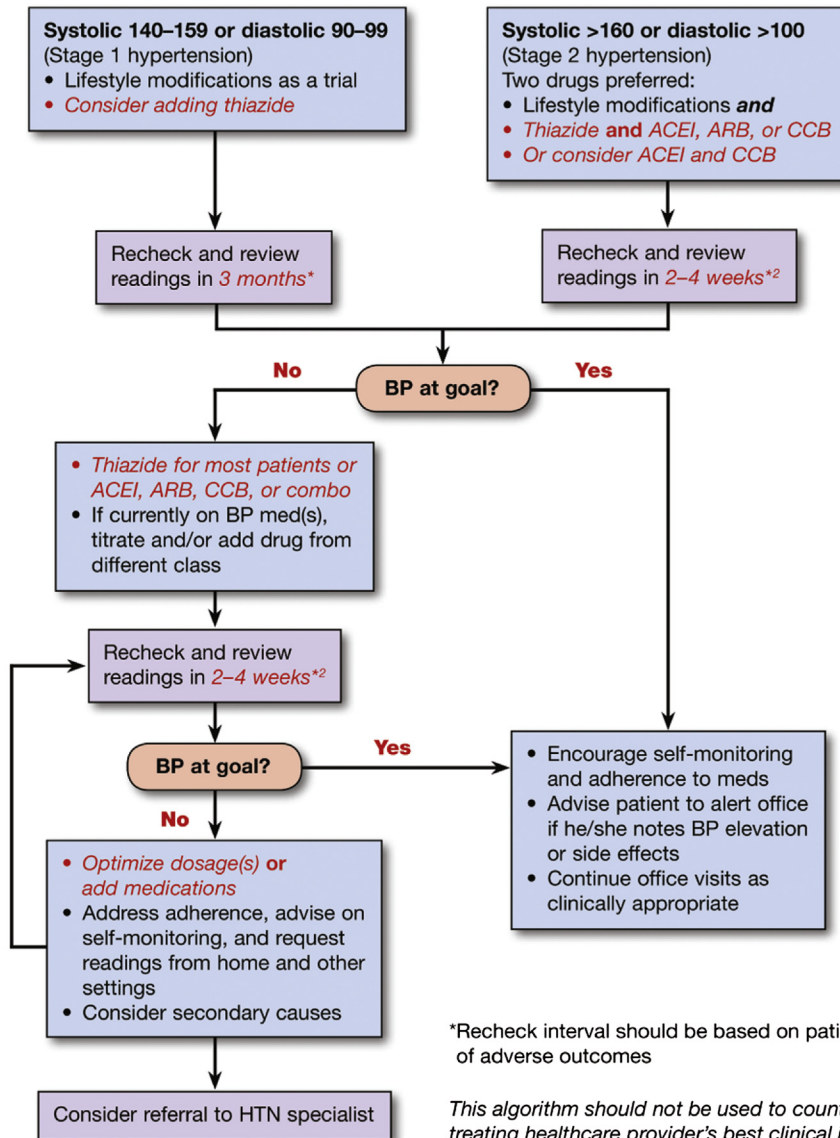 Systolic 140–159 or diastolic 90–99
(Stage 1 hypertension)
• Lifestyle modifications as a trial
• Consider adding thiazide
Systolic >160 or diastolic >100
(Stage 2 hypertension)
Two drugs preferred:
• Lifestyle modifications and
• Thiazide and ACEI, ARB, or CCB
• Or consider ACEI and CCB
Recheck and review
readings in 3 months*
Recheck and review
readings in 2–4 weeks*2
BP at goal?
No
Yes
• Thiazide for most patients or
ACEI, ARB, CCB, or combo
• If currently on BP med(s),
titrate and/or add drug from
different class
Recheck and review
readings in 2–4 weeks*2
BP at goal?
Yes
No
• Encourage self-monitoring
and adherence to meds
• Advise patient to alert office
if he/she notes BP elevation
or side effects
• Continue office visits as
clinically appropriate
• Optimize dosage(s) or
add medications
• Address adherence, advise on
self-monitoring, and request
readings from home and other
settings
• Consider secondary causes
Consider referral to HTN specialist
*Recheck interval should be based on pati
of adverse outcomes
This algorithm should not be used to coun
treating healthcare provider's best clinical